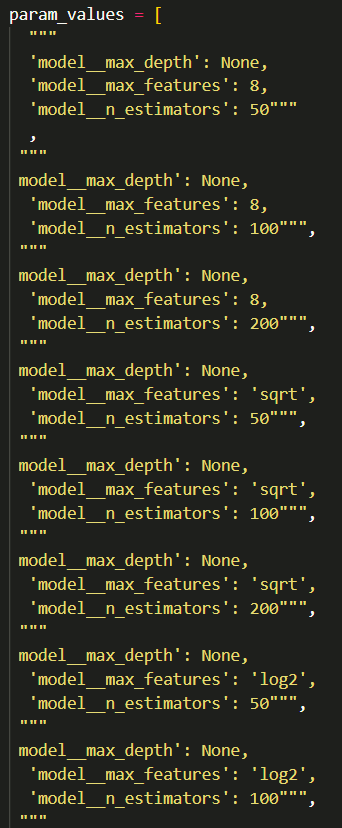 param_values = [
"""
'model__max_depth': None,
'model__max_features': 8,
'model__n_estimators': 50"""
,
"""
model__max_depth': None,
'model__max_features': 8,
'model__n_estimators': 100""",
"""
model__max_depth': None,
'model__max_features': 8,
'model__n_estimators': 200""",
"""
model__max_depth': None,
'model__max_features': 'sqrt',
'model__n_estimators': 50""",
"""
model__max_depth': None,
'model__max_features': 'sqrt',
'model__n_estimators': 100""",
"""
model__max_depth': None,
'model__max_features': 'sqrt',
'model__n_estimators': 200""",
"""
model__max_depth': None,
'model__max_features': 'log2',
'model__n_estimators': 50""",
"""
model__max_depth': None,
'model__max_features': 'log2',
'model__n_estimators': 100""",
"""